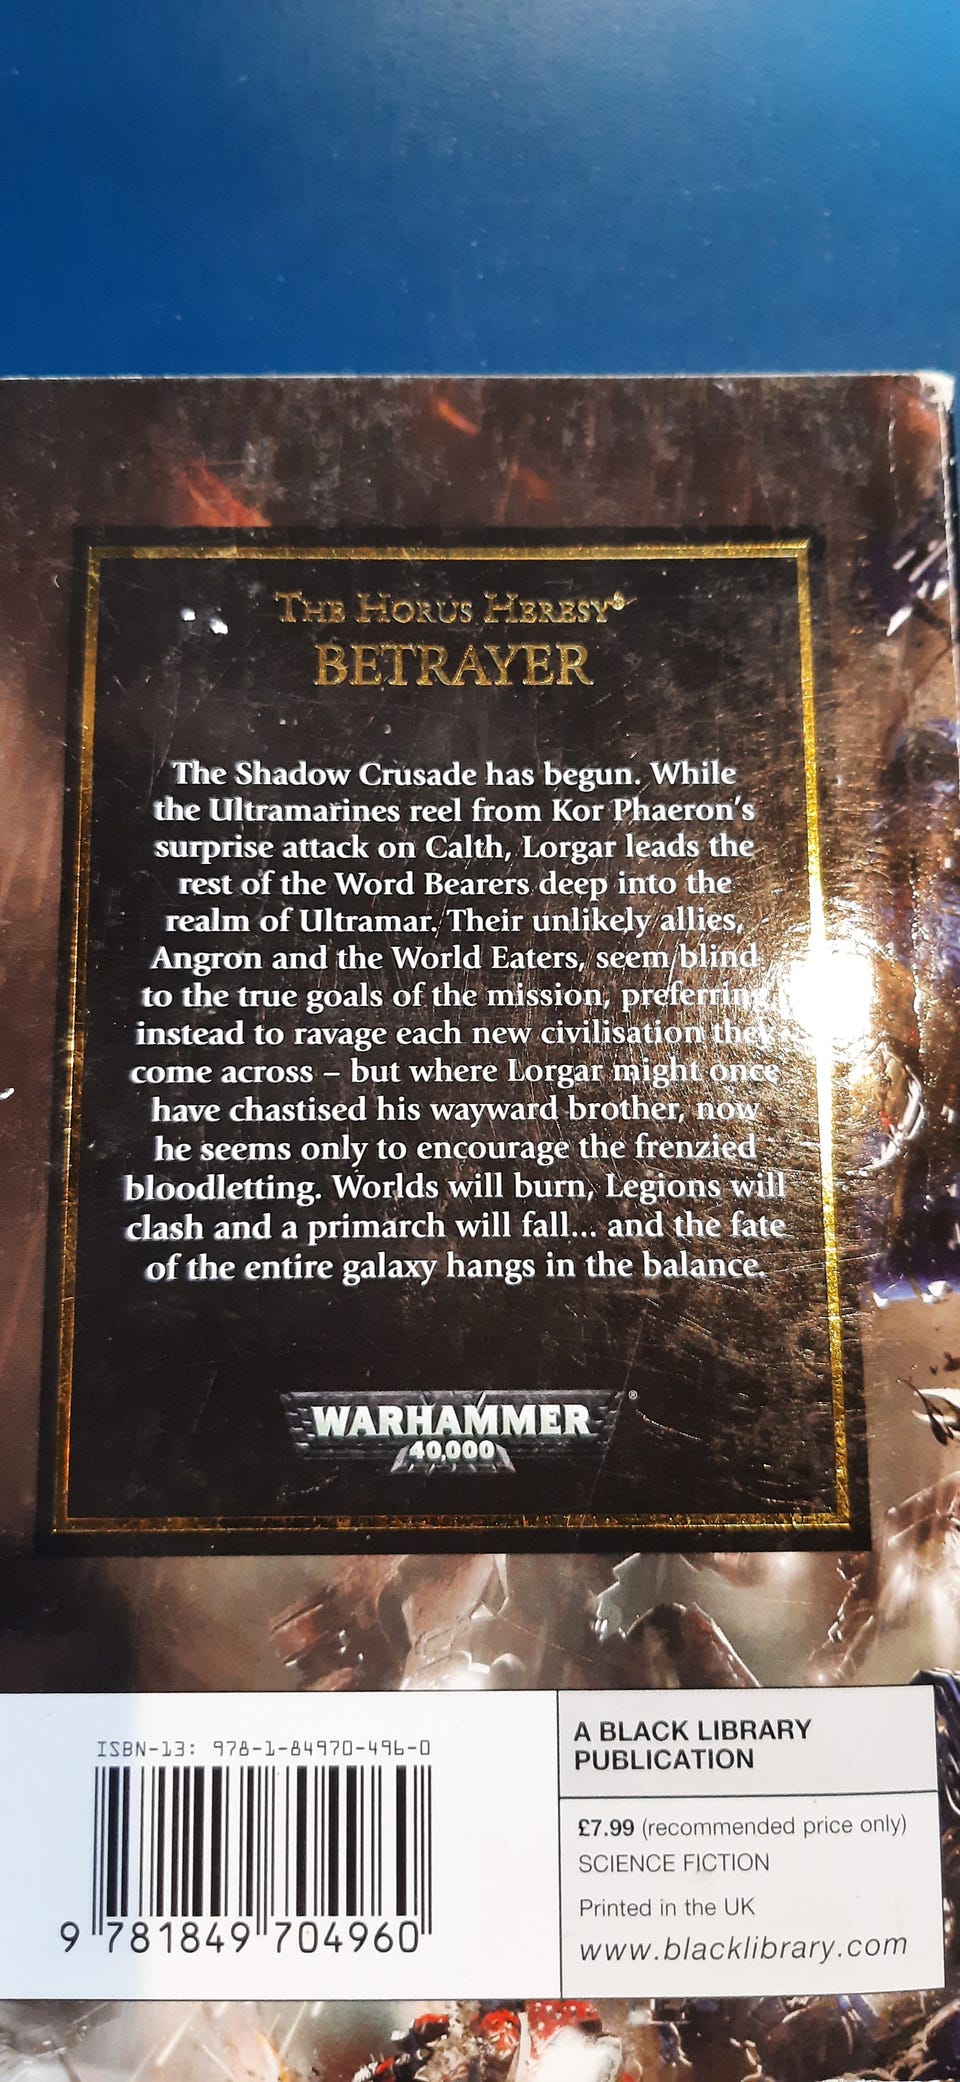 THE HORUS HERESY
BETRAYER
The Shadow Crusade has begun. While
the Ultramarines reel from Kor Phaeron's
surprise attack on Calth, Lorgar leads the
rest of the Word Bearers deep into the
realm of Ultramar. Their unlikely allies,
Angron and the World Eaters, seem blind
to the true goals of the mission, preferring
instead to ravage each new civilisation they
come across – but where Lorgar might once
have chastised his wayward brother, now
he seems only to encourage the frenzied
bloodletting. Worlds will burn, Legions will
clash and a primarch will fall... and the fate
of the entire galaxy hangs in the balance.
WARHAMMER®
40,000
ISBN-13: 978-1-84970-496-0
9 781849 704960
A BLACK LIBRARY
PUBLICATION
£7.99 (recommended price only)
SCIENCE FICTION
Printed in the UK
www.blacklibrary.com